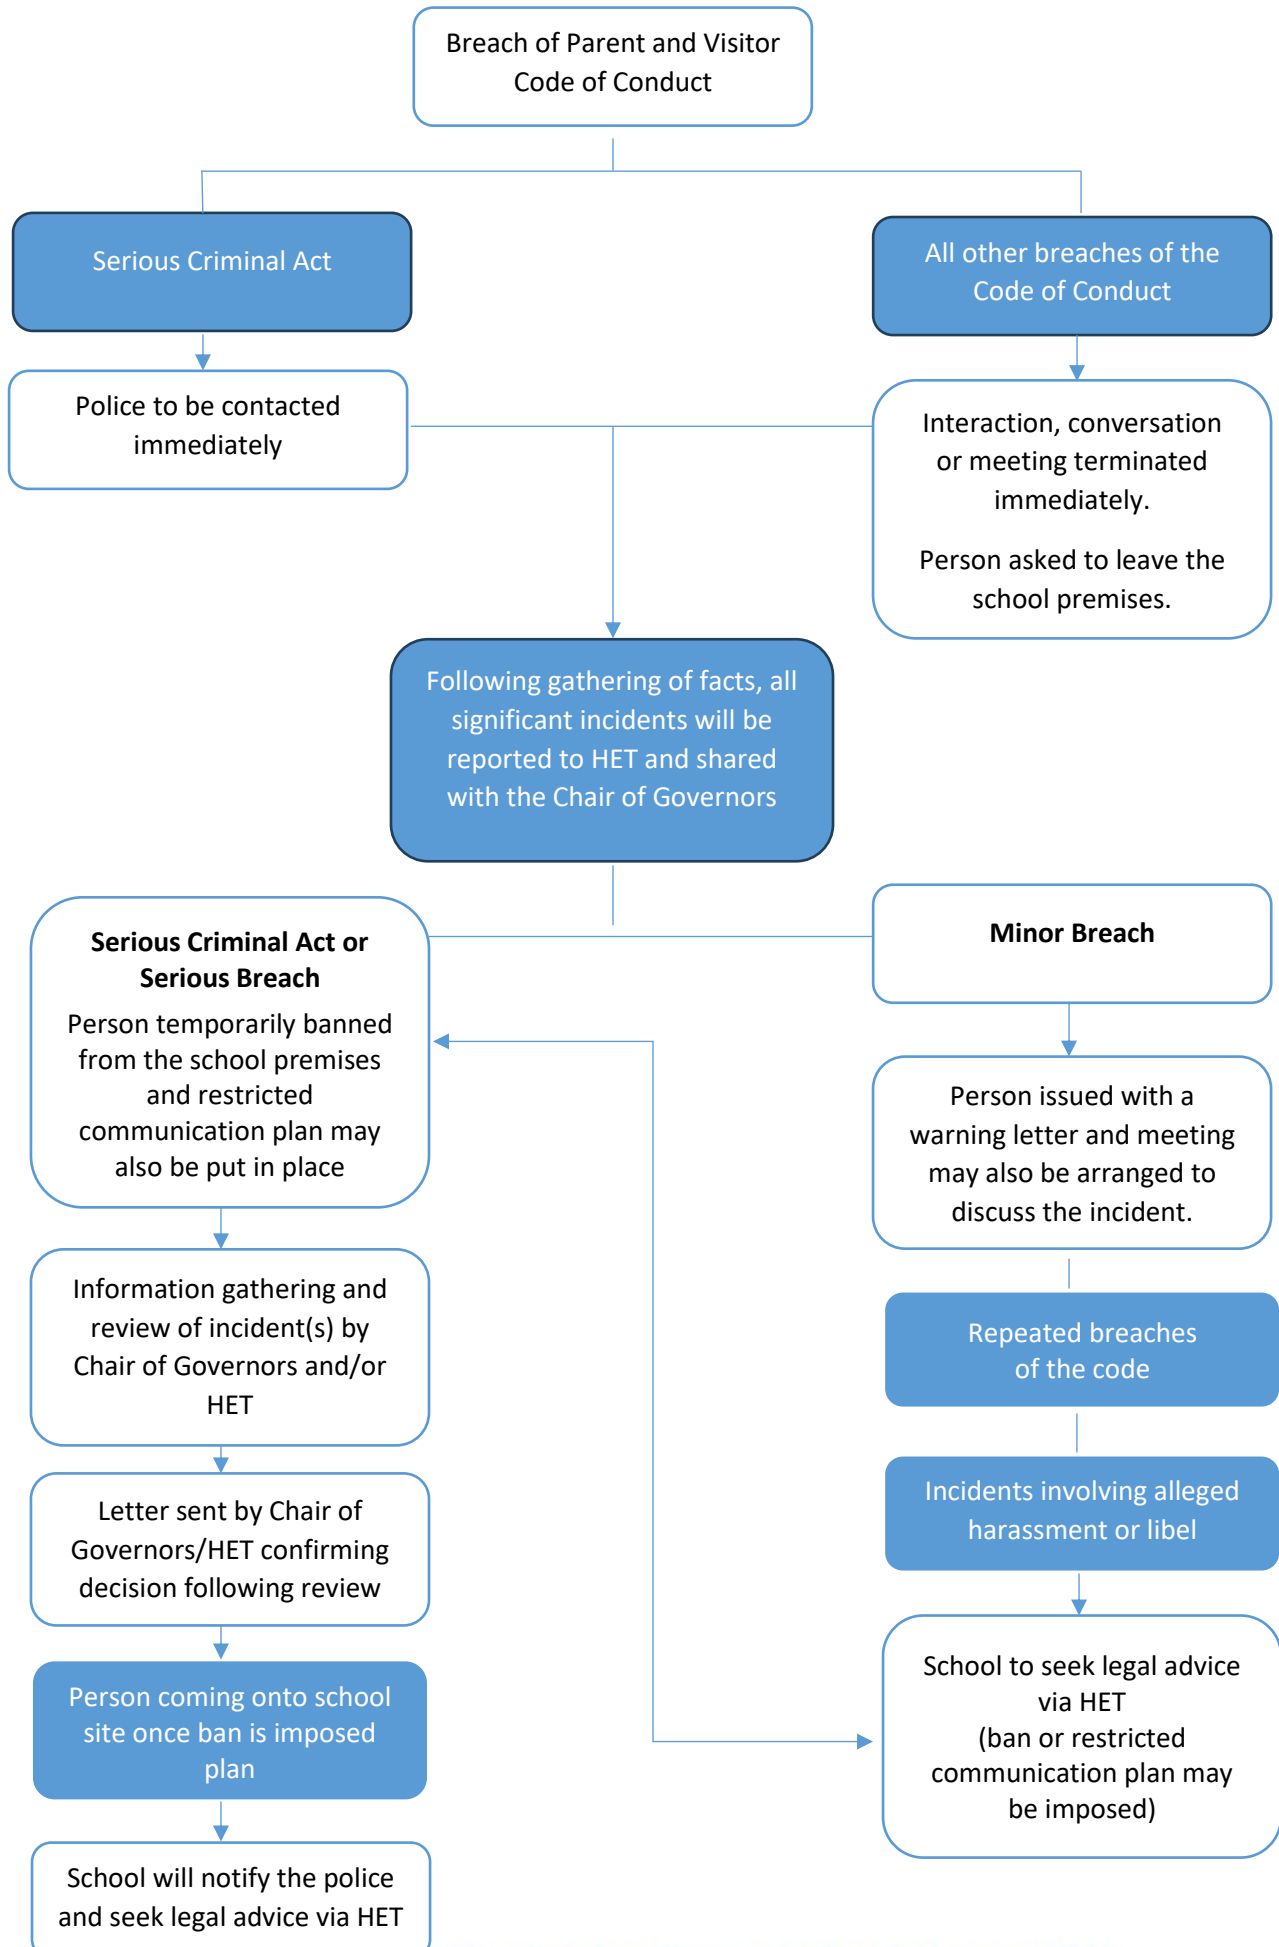 Breach of Parent and Visitor
Code of Conduct
Serious Criminal Act
All other breaches of the
Code of Conduct
Police to be contacted
immediately
Interaction, conversation
or meeting terminated
immediately.
Person asked to leave the
school premises.
Following gathering of facts, all
significant incidents will be
reported to HET and shared
with the Chair of Governors
Serious Criminal Act or
Serious Breach
Person temporarily banned
from the school premises
and restricted
communication plan may
also be put in place
Minor Breach
Person issued with a
warning letter and meeting
may also be arranged to
discuss the incident.
Information gathering and
review of incident(s) by
Chair of Governors and/or
HET
Repeated breaches
of the code
Letter sent by Chair of
Governors/HET confirming
decision following review
Incidents involving alleged
harassment or libel
Person coming onto school
site once ban is imposed
plan
School to seek legal advice
via HET
(ban or restricted
communication plan may
be imposed)
School will notify the police
and seek legal advice via HET